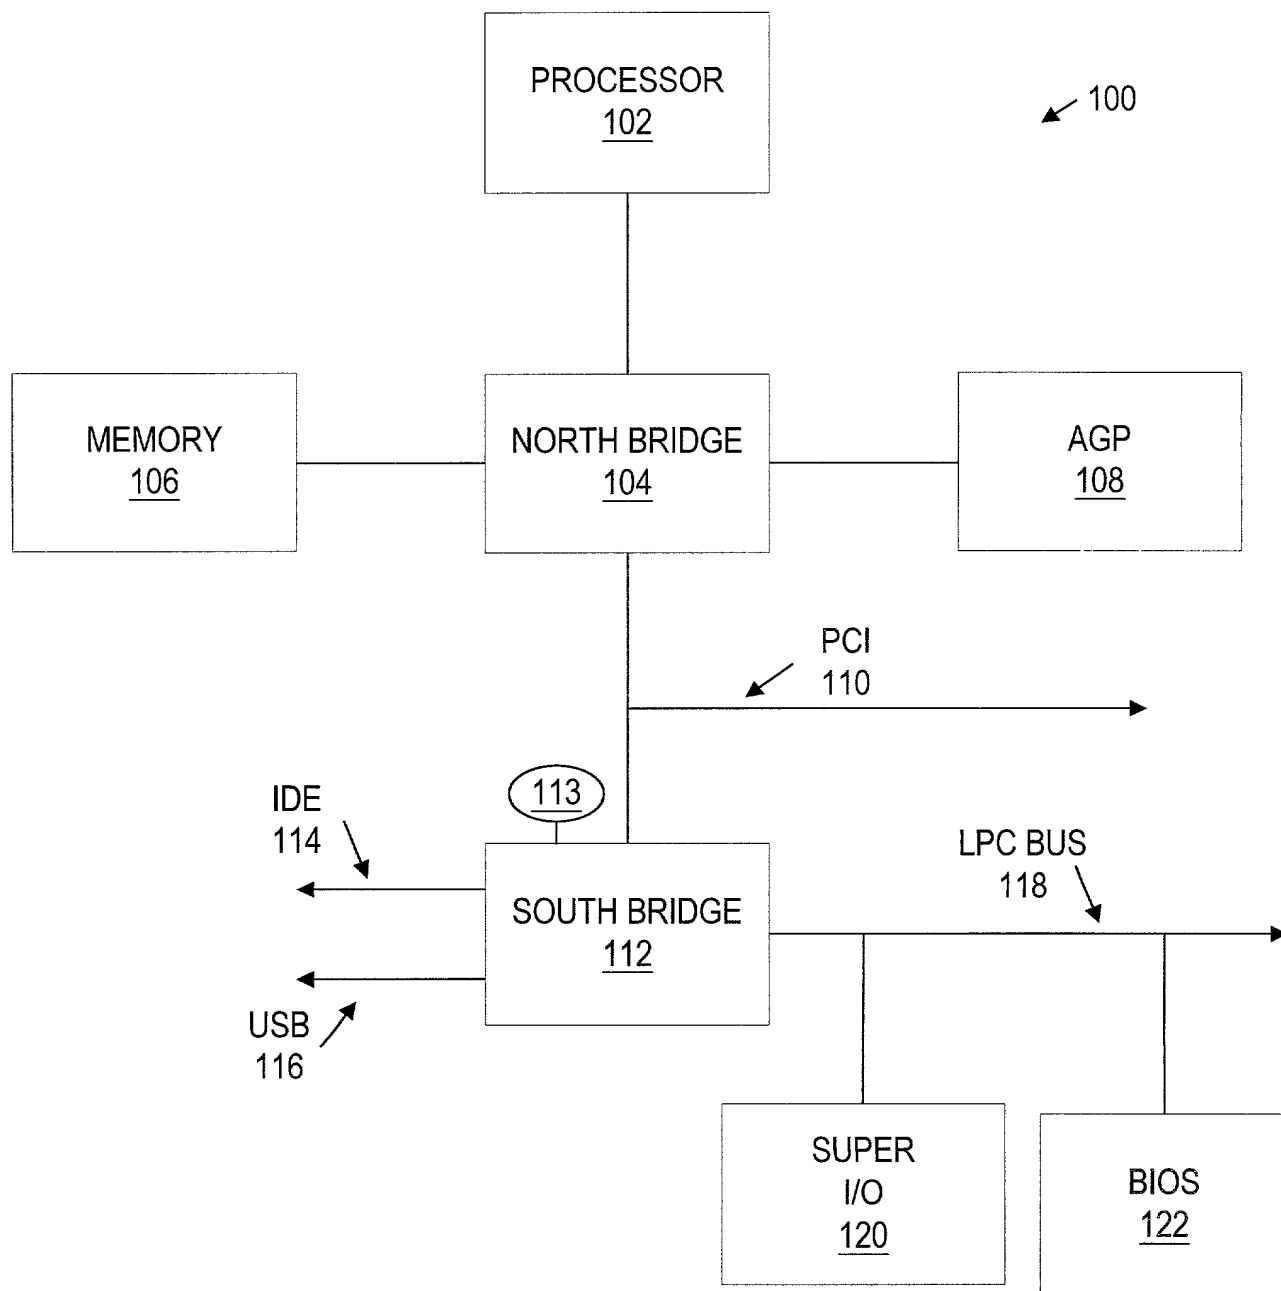 PROCESSOR
102
100
MEMORY
106
NORTH BRIDGE
104
AGP
108
PCI
110
113
IDE
114
LPC BUS
118
SOUTH BRIDGE
112
USB
116
SUPER
I/O
120
BIOS
122